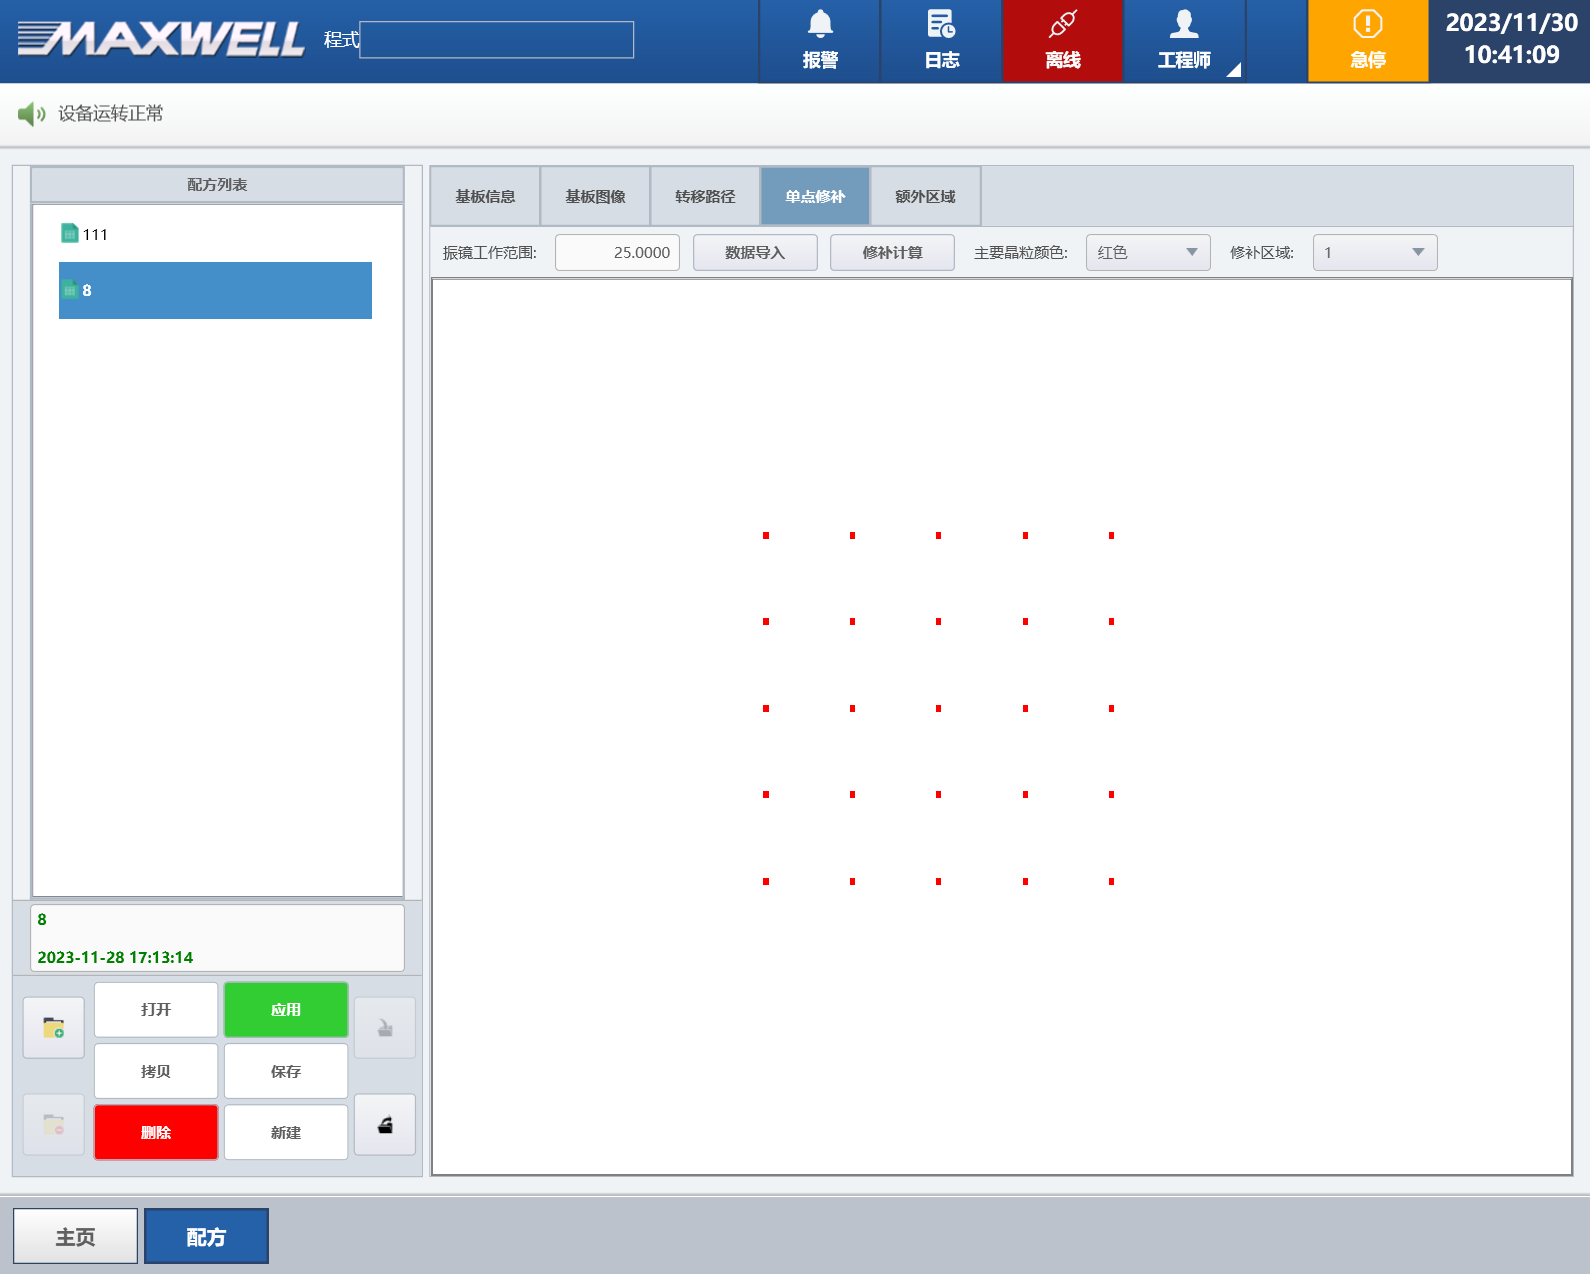 MAXWELL
程式
报警
日志
离线
工程师
急停
2023/11/30
10:41:09
设备运转正常
配方列表
111
8
8
2023-11-28 17:13:14
打开
应用
拷贝
保存
删除
新建
基板信息
基板图像
转移路径
单点修补
额外区域
振镜工作范围:
25.0000
数据导入
修补计算
主要晶粒颜色:
红色
修补区域:
1
主页
配方